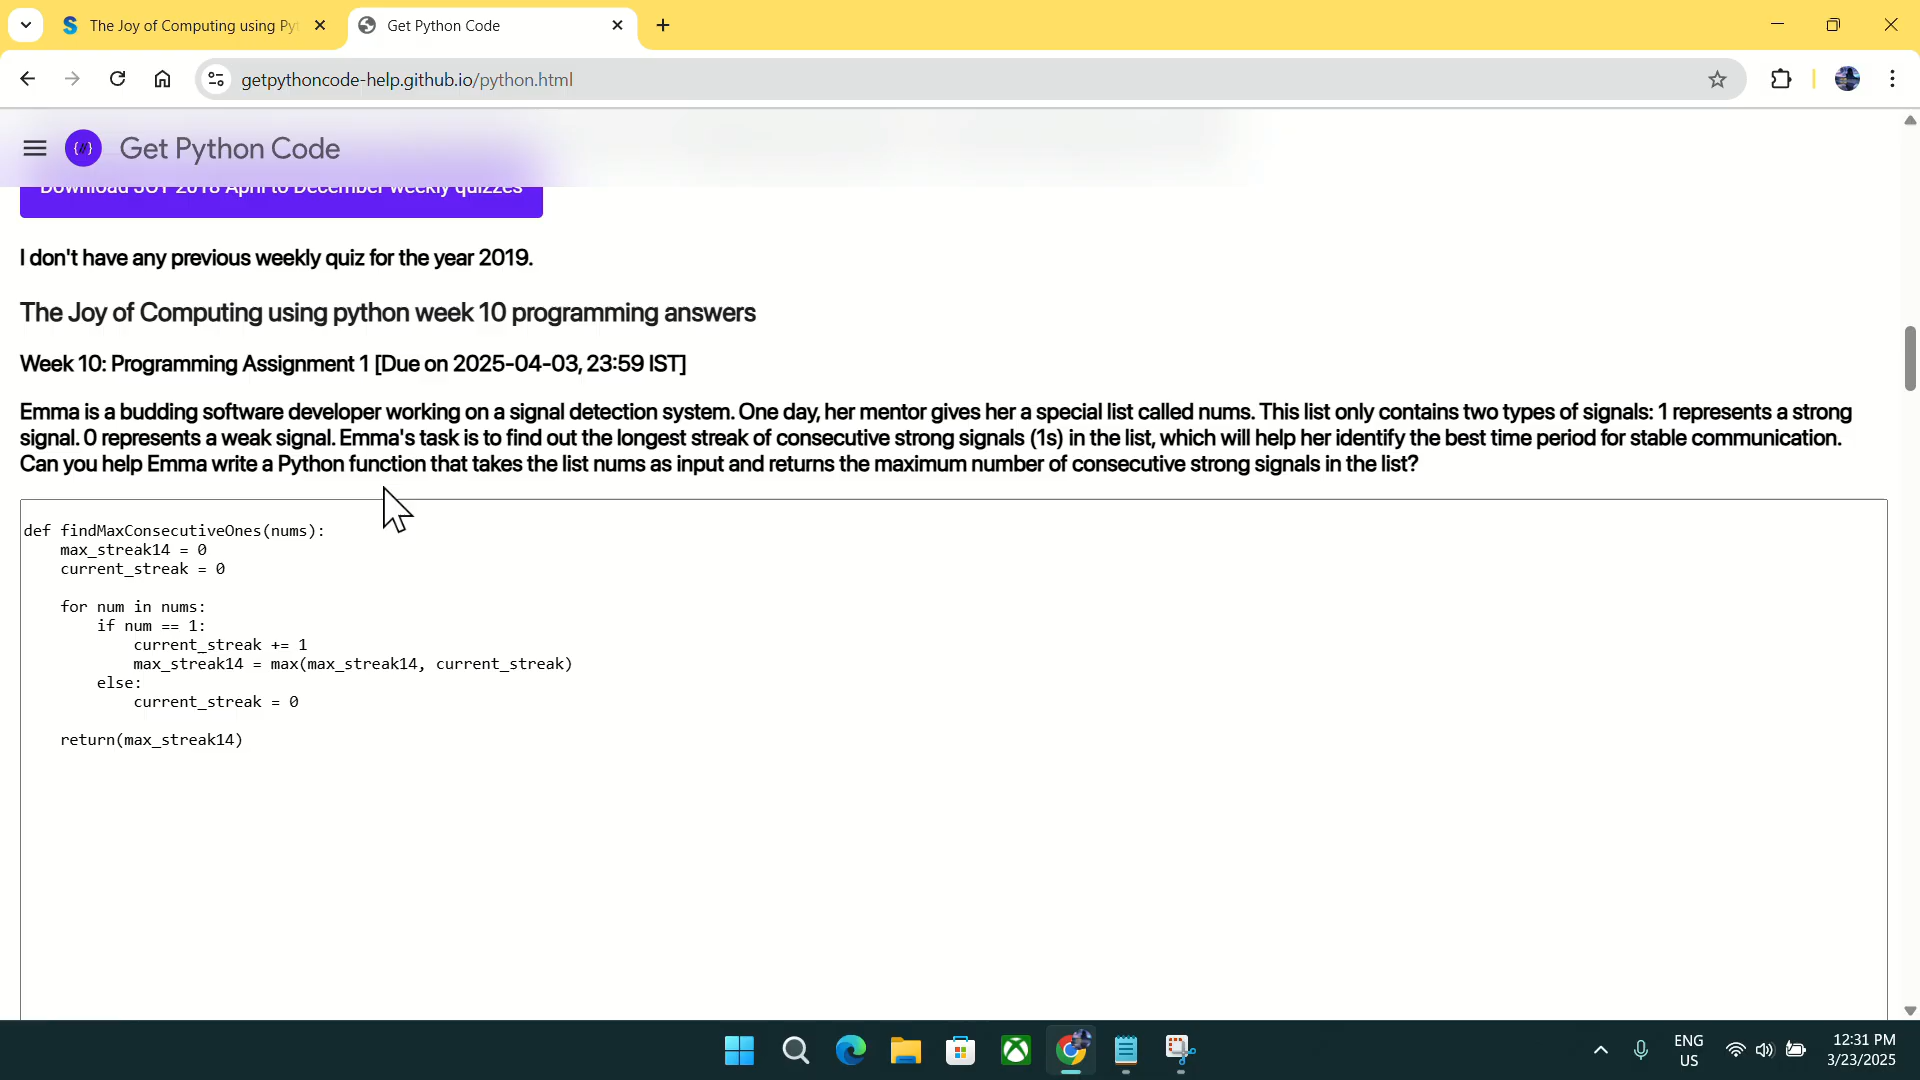 The Joy of Computing using Pyt
Get Python Code
getpythoncode-help.github.io/python.html
{/}
Get Python Code
Download JOT 2018 April to December weekly quizzes
I don't have any previous weekly quiz for the year 2019.
The Joy of Computing using python week 10 programming answers
Week 10: Programming Assignment 1 [Due on 2025-04-03, 23:59 IST]
Emma is a budding software developer working on a signal detection system. One day, her mentor gives her a special list called nums. This list only contains two types of signals: 1 represents a strong
signal. 0 represents a weak signal. Emma's task is to find out the longest streak of consecutive strong signals (1s) in the list, which will help her identify the best time period for stable communication.
Can you help Emma write a Python function that takes the list nums as input and returns the maximum number of consecutive strong signals in the list?
def findMaxConsecutiveOnes(nums):
    max_streak14 = 0
    current_streak = 0
    for num in nums:
        if num == 1:
            current_streak += 1
            max_streak14 = max(max_streak14, current_streak)
        else:
            current_streak = 0
    return(max_streak14)
ENG
US
12:31 PM
3/23/2025